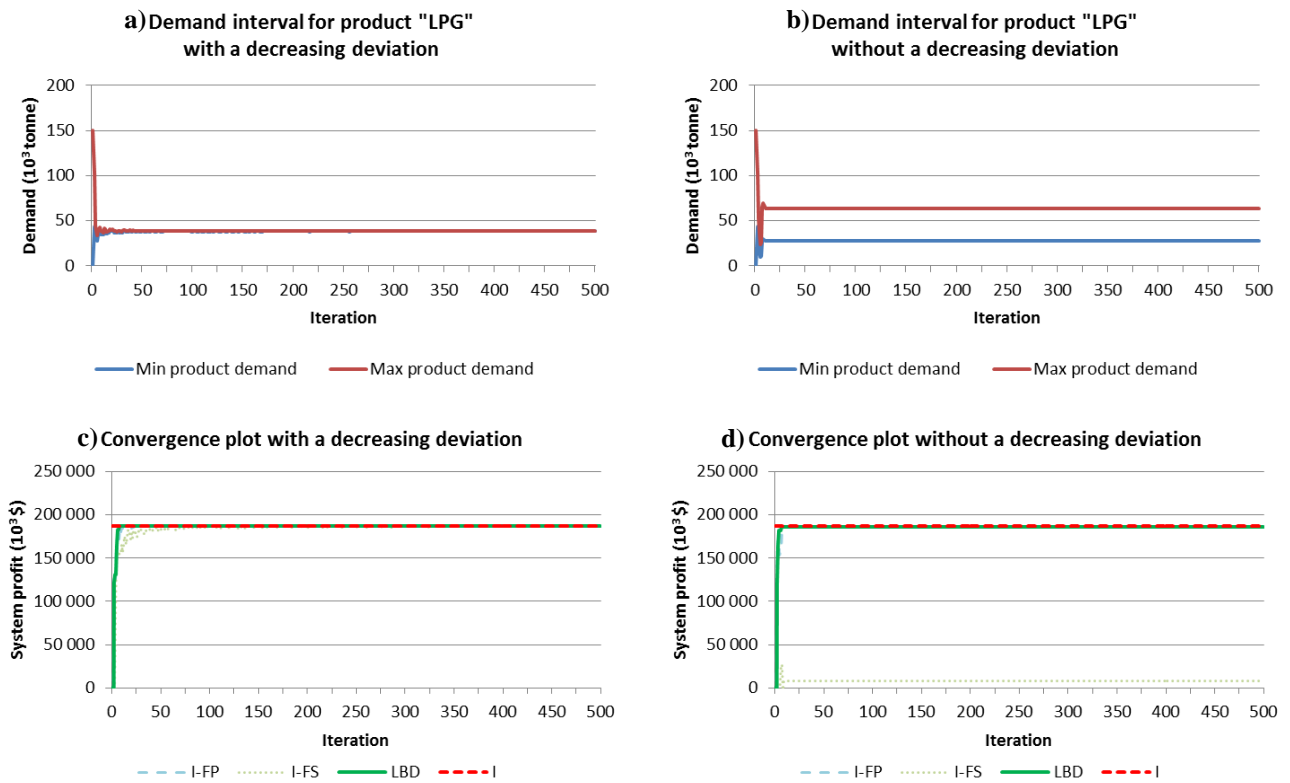 a) Demand interval for product "LPG"
with a decreasing deviation
Demand (10³ tonne)
200
150
100
50
0
0 50 100 150 200 250 300 350 400 450 500
Iteration
Min product demand Max product demand
b) Demand interval for product "LPG"
without a decreasing deviation
Demand (10³ tonne)
200
150
100
50
0
0 50 100 150 200 250 300 350 400 450 500
Iteration
Min product demand Max product demand
c) Convergence plot with a decreasing deviation
System profit (10³ $)
250 000
200 000
150 000
100 000
50 000
0
0 50 100 150 200 250 300 350 400 450 500
Iteration
I-FP I-FS LBD I
d) Convergence plot without a decreasing deviation
System profit (10³ $)
250 000
200 000
150 000
100 000
50 000
0
0 50 100 150 200 250 300 350 400 450 500
Iteration
I-FP I-FS LBD I